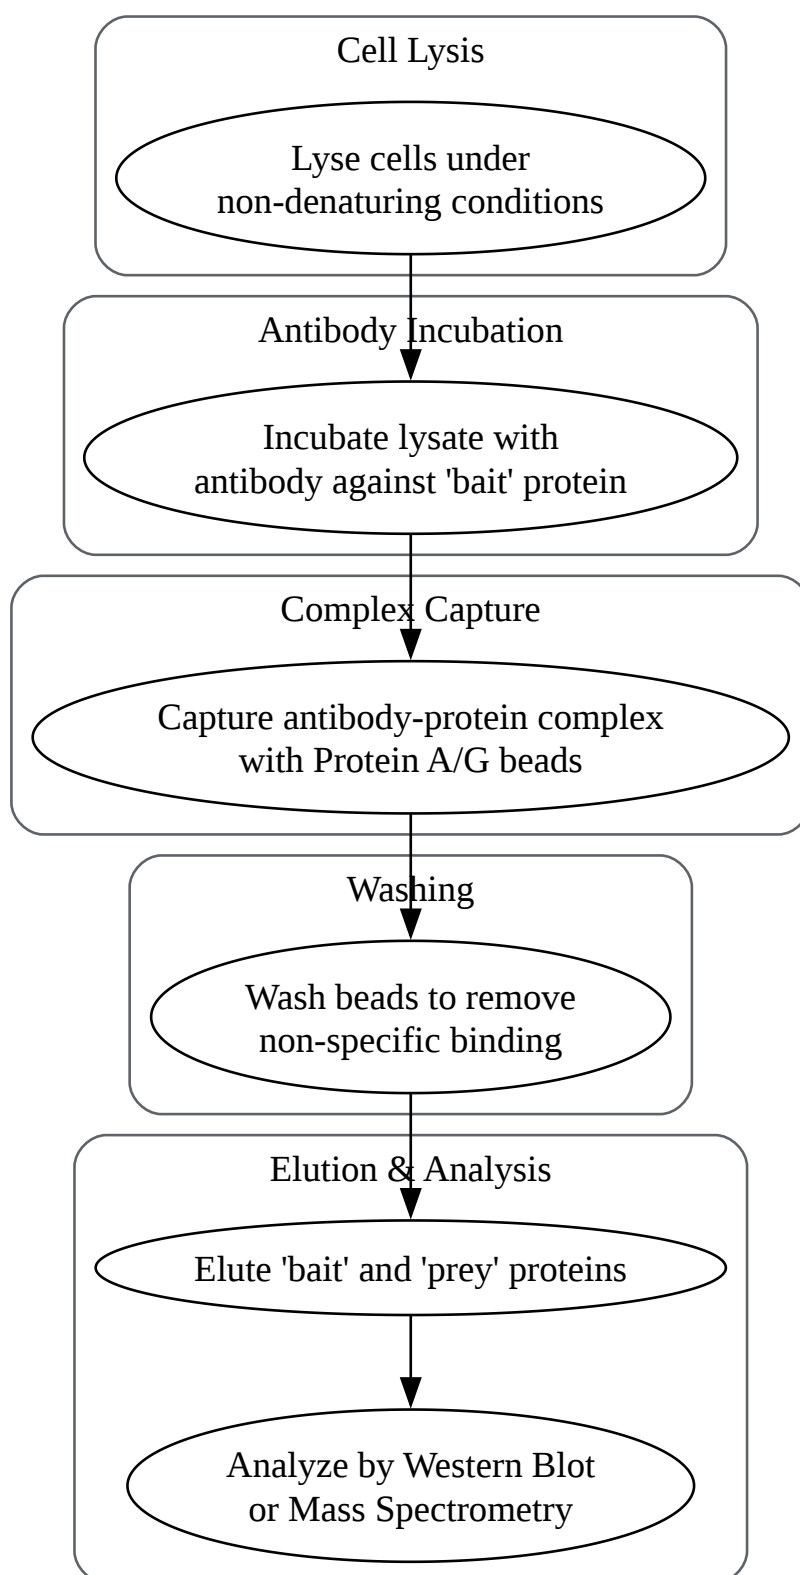 Cell Lysis
Lyse cells under
non-denaturing conditions
Antibody Incubation
Incubate lysate with
antibody against 'bait' protein
Complex Capture
Capture antibody-protein complex
with Protein A/G beads
Washing
Wash beads to remove
non-specific binding
Elution & Analysis
Elute 'bait' and 'prey' proteins
Analyze by Western Blot
or Mass Spectrometry